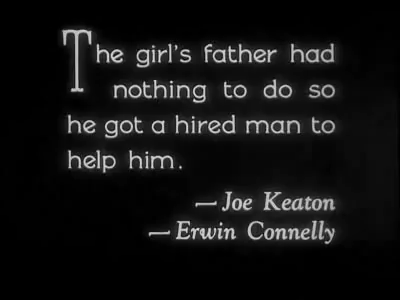 The girl's father had
nothing to do so
he got a hired man to
help him.
—Joe Keaton
—Erwin Connelly